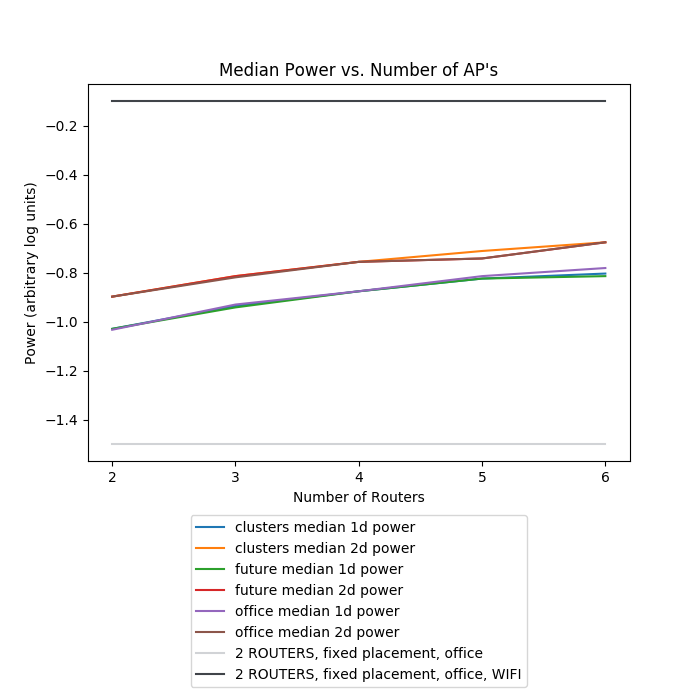 Median Power vs. Number of AP's
Power (arbitrary log units)
−0.2
−0.4
−0.6
−0.8
−1.0
−1.2
−1.4
2 3 4 5 6
Number of Routers
clusters median 1d power
clusters median 2d power
future median 1d power
future median 2d power
office median 1d power
office median 2d power
2 ROUTERS, fixed placement, office
2 ROUTERS, fixed placement, office, WIFI